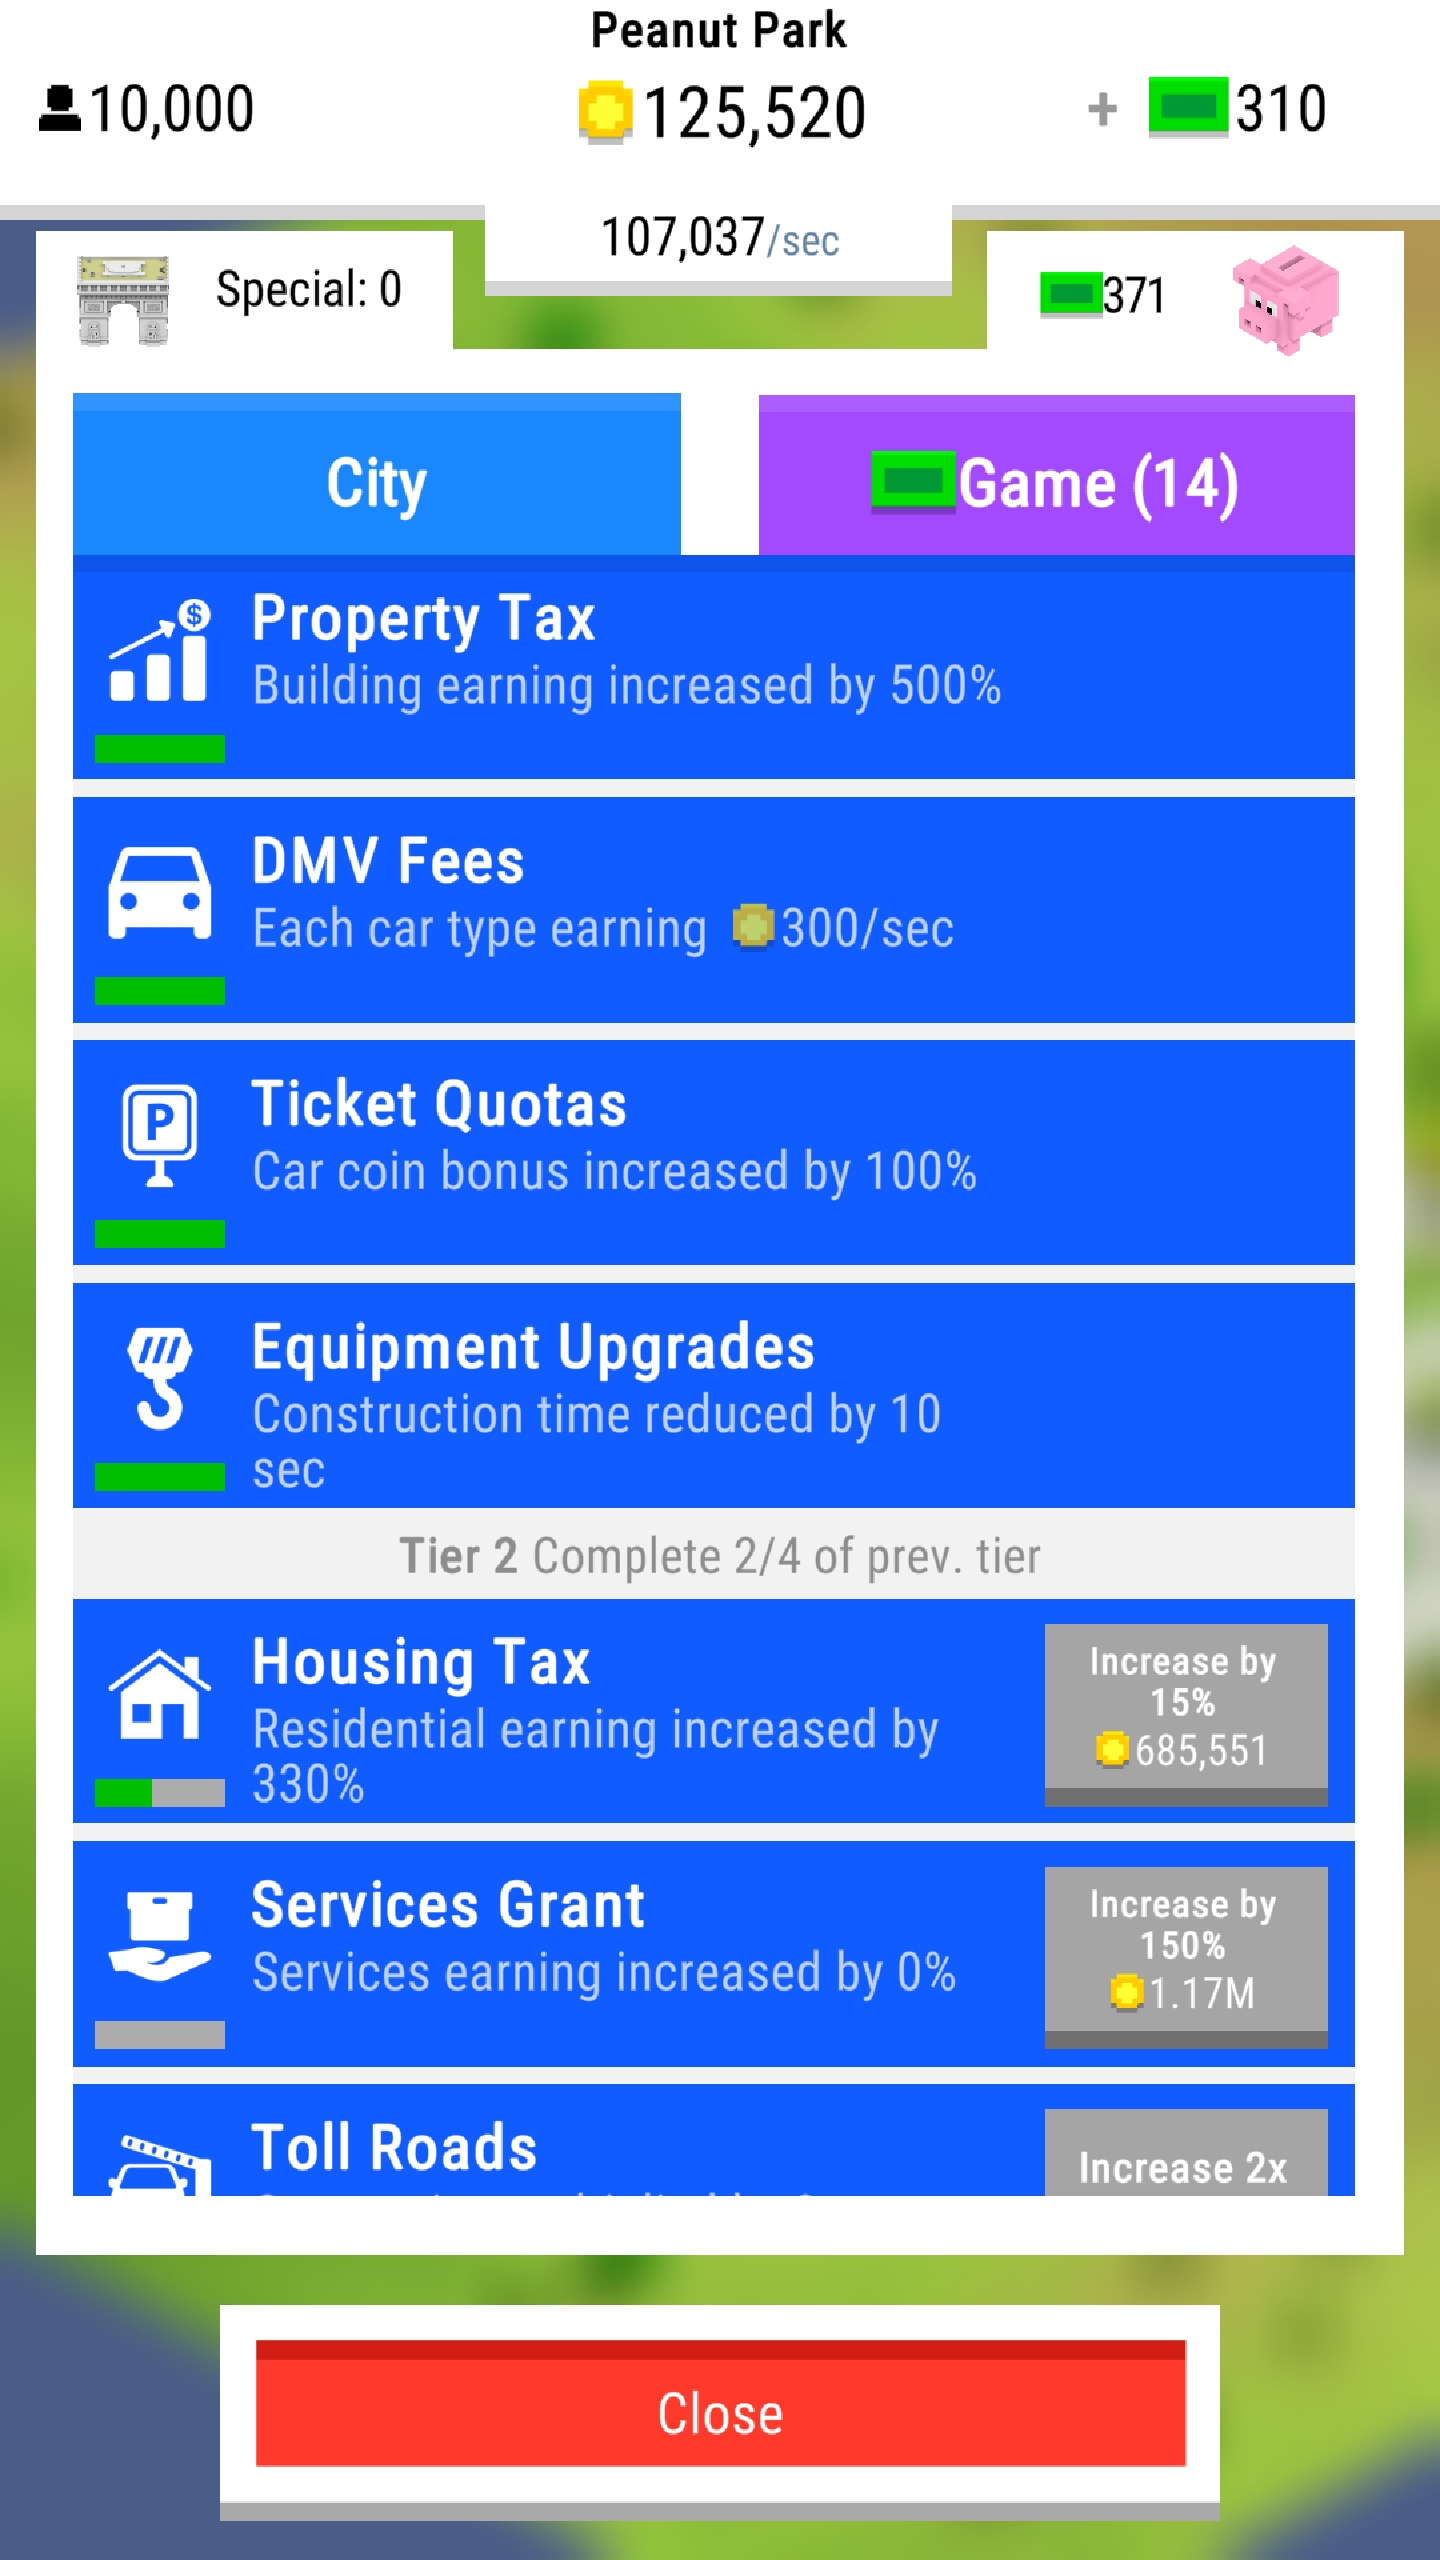 Peanut Park
10,000
125,520
+ 310
107,037/sec
Special: 0
371
City
Game (14)
Property Tax
Building earning increased by 500%
DMV Fees
Each car type earning 300/sec
Ticket Quotas
Car coin bonus increased by 100%
Equipment Upgrades
Construction time reduced by 10
sec
Tier 2 Complete 2/4 of prev. tier
Housing Tax
Residential earning increased by
330%
Increase by
15%
685,551
Services Grant
Services earning increased by 0%
Increase by
150%
1.17M
Toll Roads
Increase 2x
Close